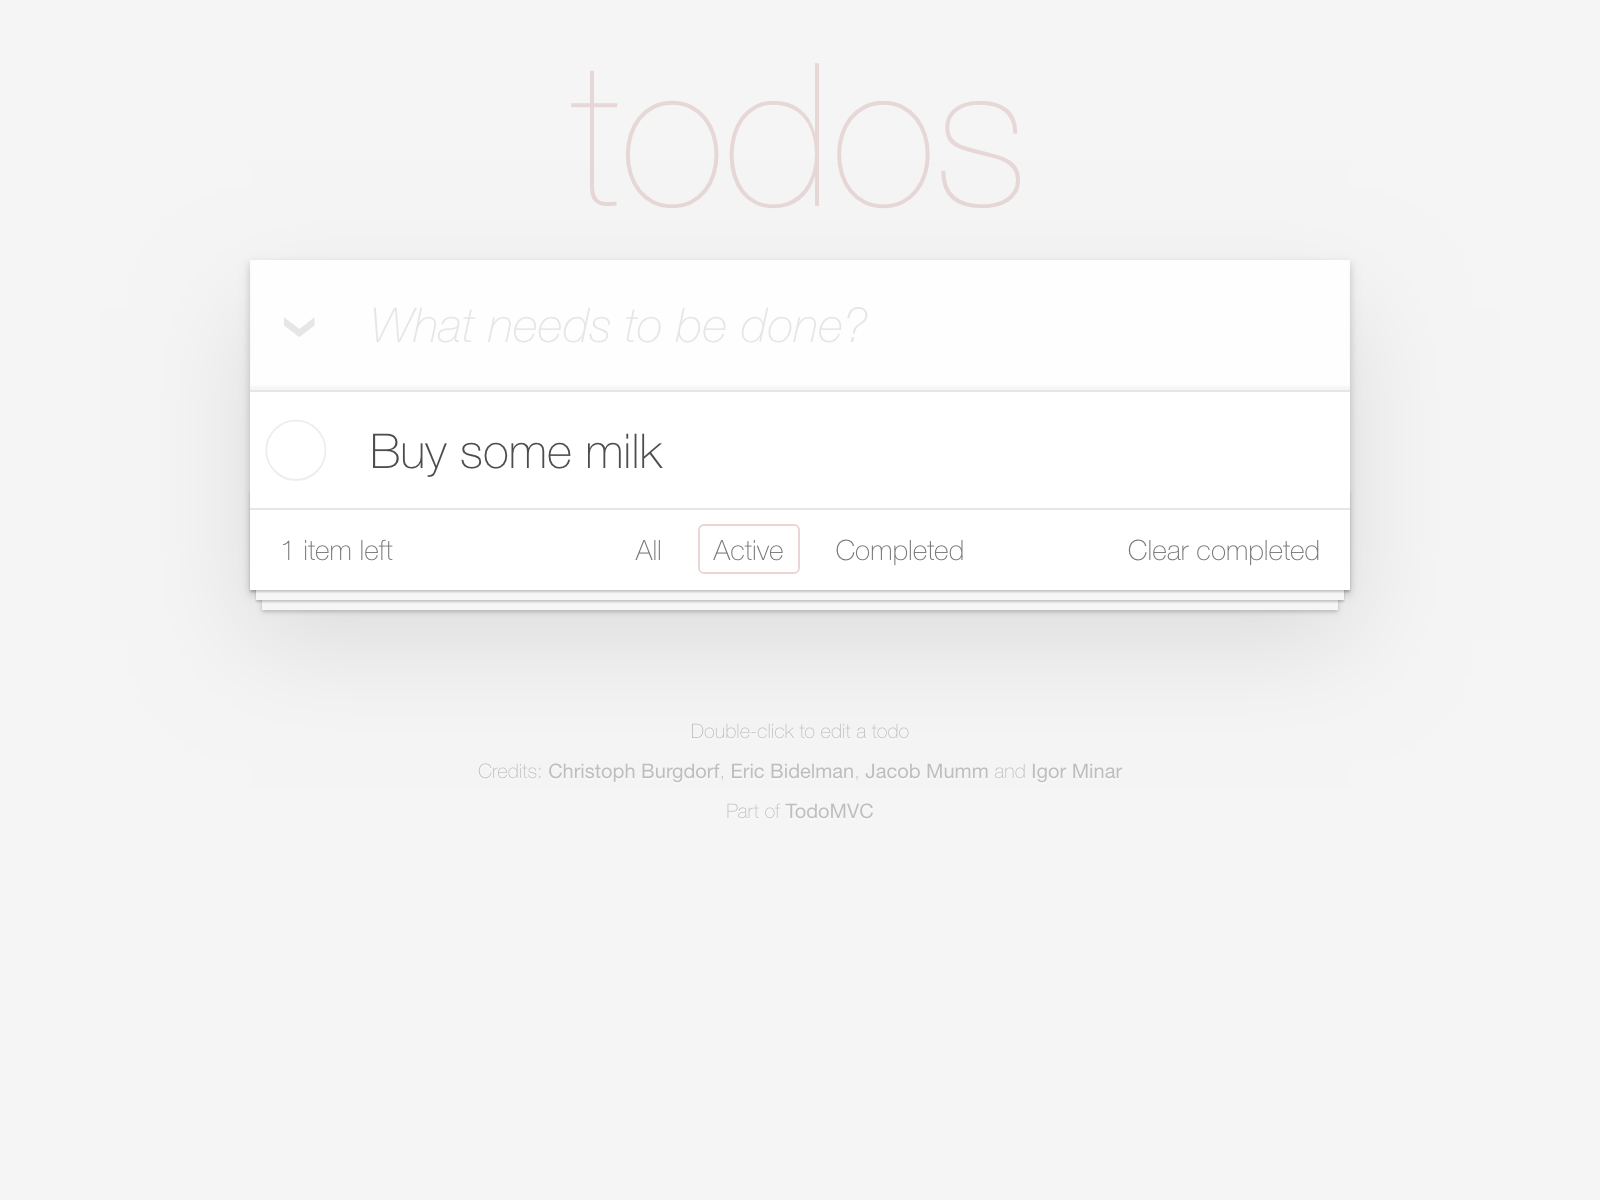 todos
What needs to be done?
Buy some milk
1 item left All Active Completed Clear completed
Double-click to edit a todo
Credits: Christoph Burgdorf, Eric Bidelman, Jacob Mumm and Igor Minar
Part of TodoMVC